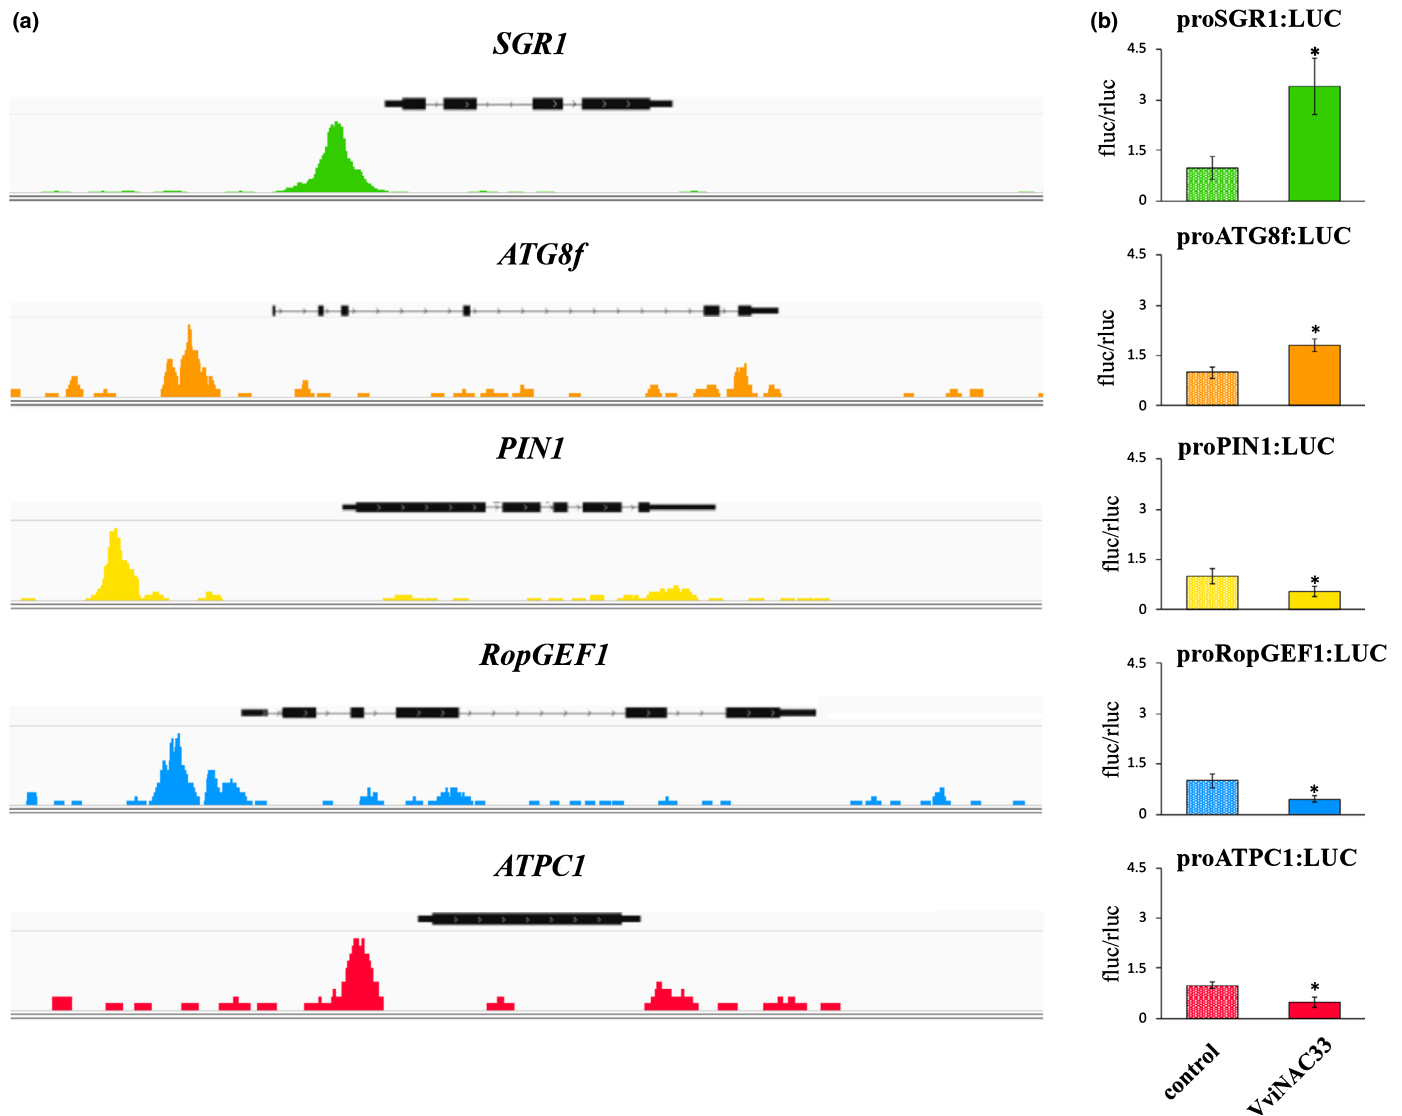 (a)
SGR1
ATG8f
PIN1
RopGEF1
ATPC1
(b)
proSGR1:LUC
4.5
3
1.5
0
fluc/rluc
*
proATG8f:LUC
4.5
3
1.5
0
fluc/rluc
*
proPIN1:LUC
4.5
3
1.5
0
fluc/rluc
*
proRopGEF1:LUC
4.5
3
1.5
0
fluc/rluc
*
proATPC1:LUC
4.5
3
1.5
0
fluc/rluc
*
control
VviNAC33